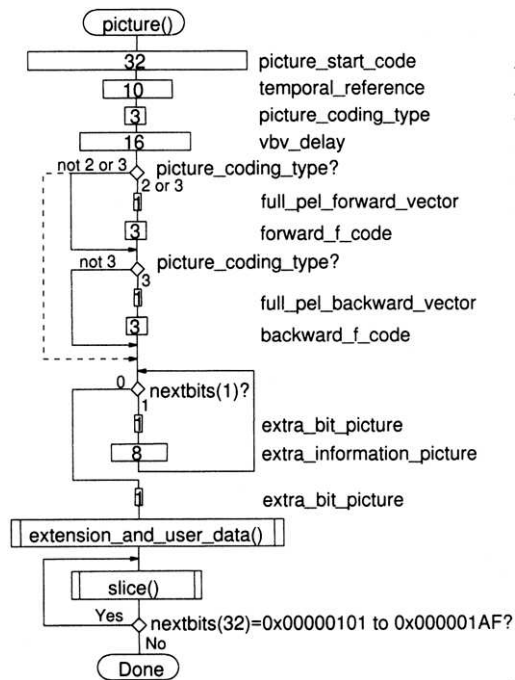 picture()
32 picture_start_code
10 temporal_reference
3 picture_coding_type
16 vbv_delay
not 2 or 3 picture_coding_type?
2 or 3
1 full_pel_forward_vector
3 forward_f_code
not 3 picture_coding_type?
3
1 full_pel_backward_vector
3 backward_f_code
0 nextbits(1)?
1
1 extra_bit_picture
8 extra_information_picture
1 extra_bit_picture
extension_and_user_data()
slice()
Yes nextbits(32)=0x00000101 to 0x000001AF?
No
Done